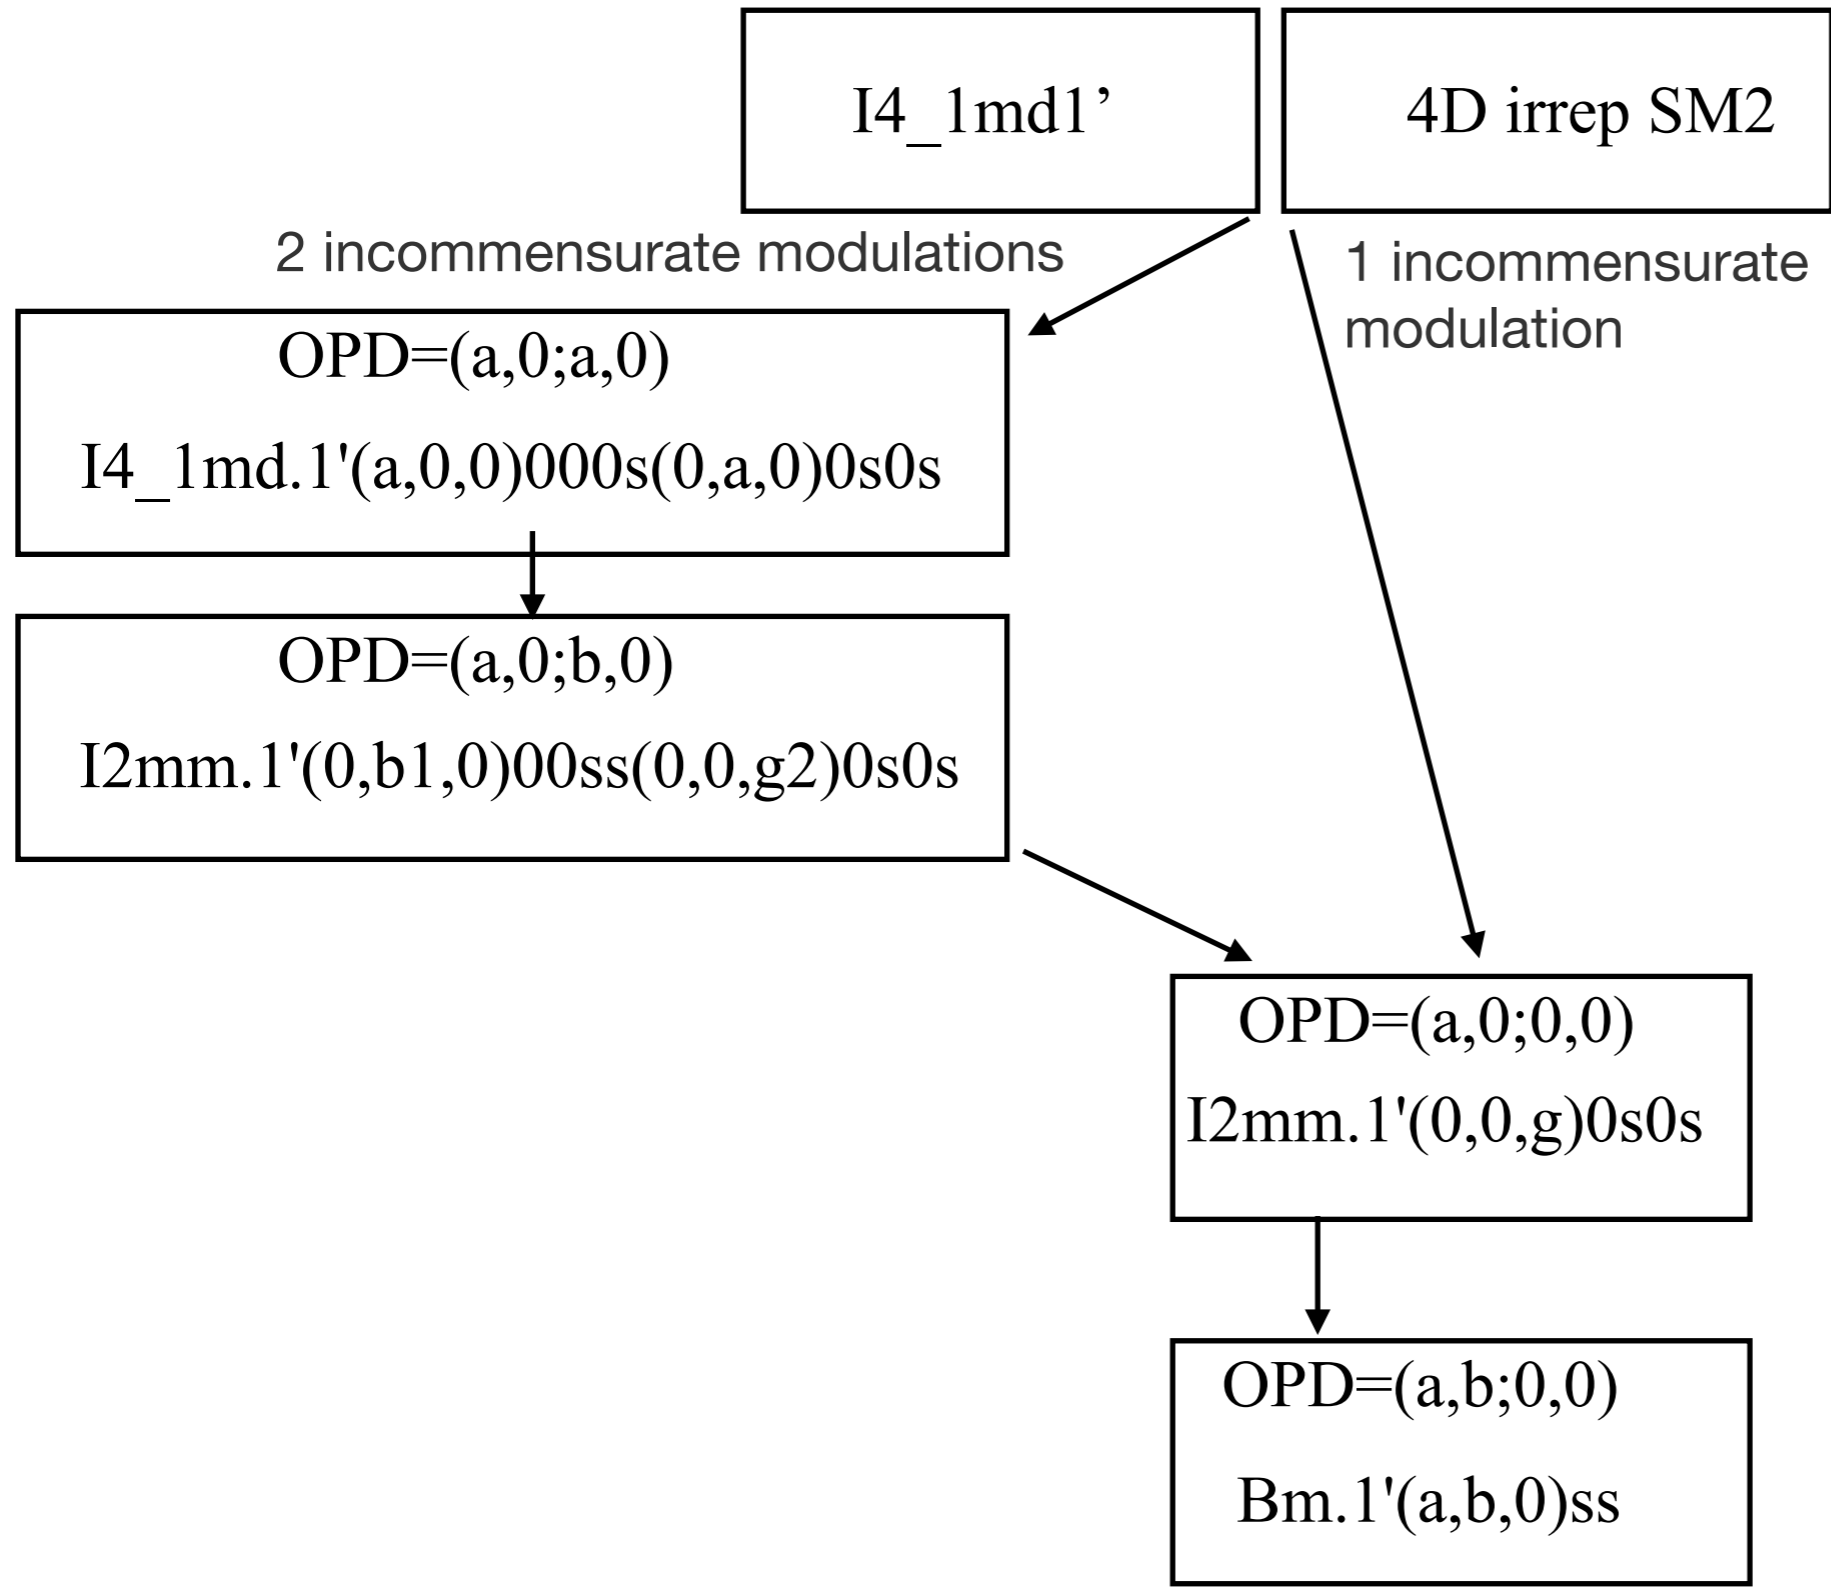 I4_1md1’
4D irrep SM2
2 incommensurate modulations
1 incommensurate
modulation
OPD=(a,0;a,0)
I4_1md.1'(a,0,0)000s(0,a,0)0s0s
OPD=(a,0;b,0)
I2mm.1'(0,b1,0)00ss(0,0,g2)0s0s
OPD=(a,0;0,0)
I2mm.1'(0,0,g)0s0s
OPD=(a,b;0,0)
Bm.1'(a,b,0)ss